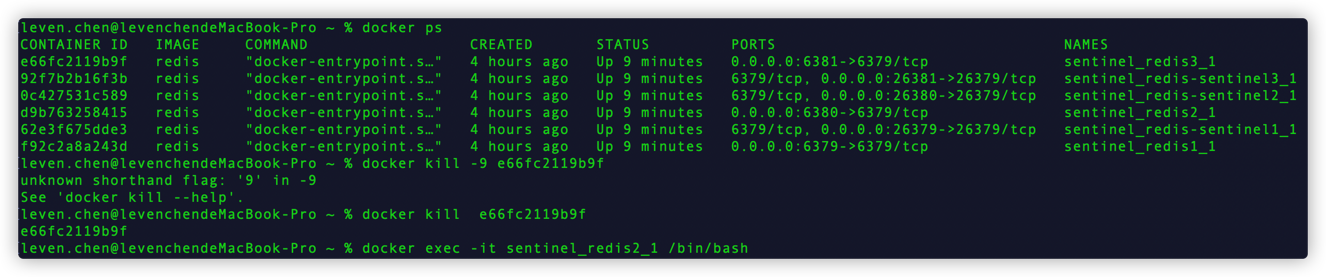 leven.chen@levenchendeMacBook-Pro ~ % docker ps
CONTAINER ID   IMAGE     COMMAND                  CREATED       STATUS         PORTS                                NAMES
e66fc2119b9f   redis     "docker-entrypoint.s…"   4 hours ago   Up 9 minutes   0.0.0.0:6381->6379/tcp               sentinel_redis3_1
92f7b2b16f3b   redis     "docker-entrypoint.s…"   4 hours ago   Up 9 minutes   6379/tcp, 0.0.0.0:26381->26379/tcp   sentinel_redis-sentinel3_1
0c427531c589   redis     "docker-entrypoint.s…"   4 hours ago   Up 9 minutes   6379/tcp, 0.0.0.0:26380->26379/tcp   sentinel_redis-sentinel2_1
d9b763258415   redis     "docker-entrypoint.s…"   4 hours ago   Up 9 minutes   0.0.0.0:6380->6379/tcp               sentinel_redis2_1
62e3f675dde3   redis     "docker-entrypoint.s…"   4 hours ago   Up 9 minutes   6379/tcp, 0.0.0.0:26379->26379/tcp   sentinel_redis-sentinel1_1
f92c2a8a243d   redis     "docker-entrypoint.s…"   4 hours ago   Up 9 minutes   0.0.0.0:6379->6379/tcp               sentinel_redis1_1
leven.chen@levenchendeMacBook-Pro ~ % docker kill -9 e66fc2119b9f
unknown shorthand flag: '9' in -9
See 'docker kill --help'.
leven.chen@levenchendeMacBook-Pro ~ % docker kill  e66fc2119b9f
e66fc2119b9f
leven.chen@levenchendeMacBook-Pro ~ % docker exec -it sentinel_redis2_1 /bin/bash